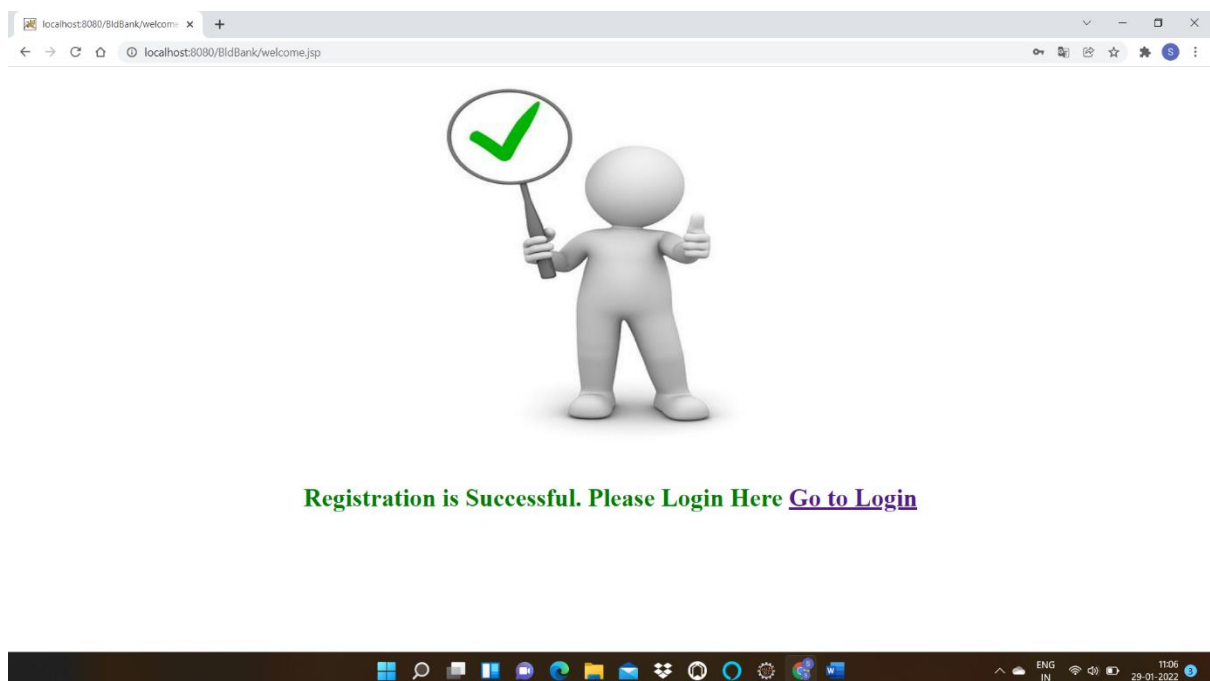 localhost:8080/BldBank/welcome
localhost:8080/BldBank/welcome.jsp
S
Registration is Successful. Please Login Here Go to Login
ENG
IN
11:06
29-01-2022
3